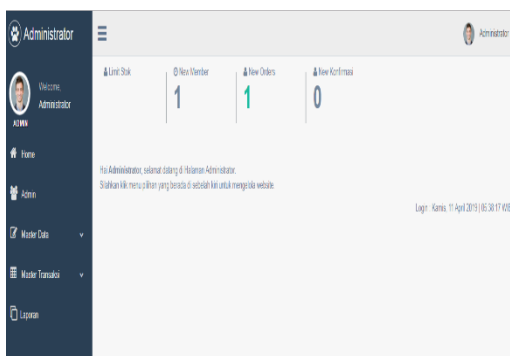 Administrator
Administrator
Welcome,
Administrator
ADMIN
Home
Admin
Master Data
Master Transaksi
Laporan
Limit Stok
New Member
1
New Orders
1
New Konfirmasi
0
Hai Administrator, selamat datang di Halaman Administrator.
Silahkan klik menu pilihan yang berada di sebelah kiri untuk mengelola website.
Login : Kamis, 11 April 2019 | 05:38:17 WIB